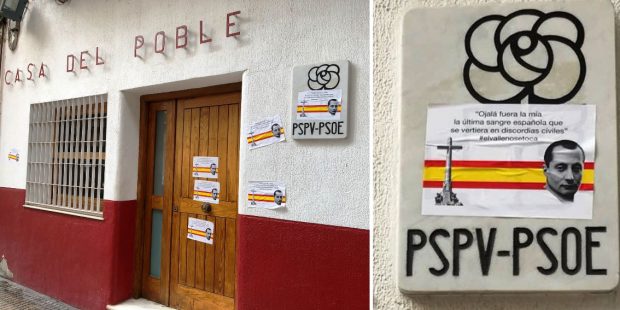 CASA DEL POBLE
PSPV-PSOE
"Ojalá fuera la mía
la última sangre española que
se vertiera en discordias civiles"
#elvallenosetoca
PSPV-PSOE